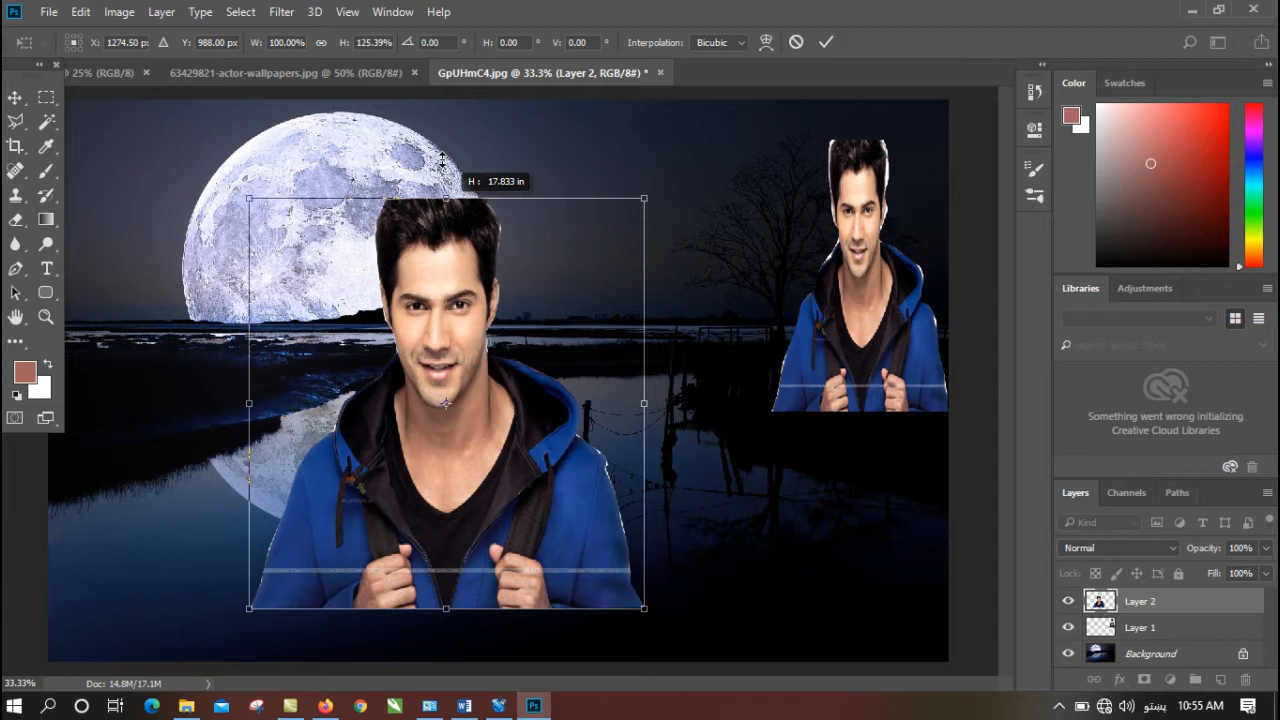 File Edit Image Layer Type Select Filter 3D View Window Help
X: 1274.50 px Y: 988.00 px W: 100.00% H: 125.39% 0.00 ° H: 0.00 ° V: 0.00 ° Interpolation: Bicubic
@ 25% (RGB/8) × 63429821-actor-wallpapers.jpg @ 50% (RGB/8#) × GpUHmC4.jpg @ 33.3% (Layer 2, RGB/8#) * ×
Color Swatches
H : 17.833 in
Libraries Adjustments
Search Adobe Stock
Something went wrong initializing
Creative Cloud Libraries
Layers Channels Paths
Kind
Normal Opacity: 100%
Lock: Fill: 100%
Layer 2
Layer 1
Background
33.33% Doc: 14.8M/17.1M
پښتو 10:55 AM